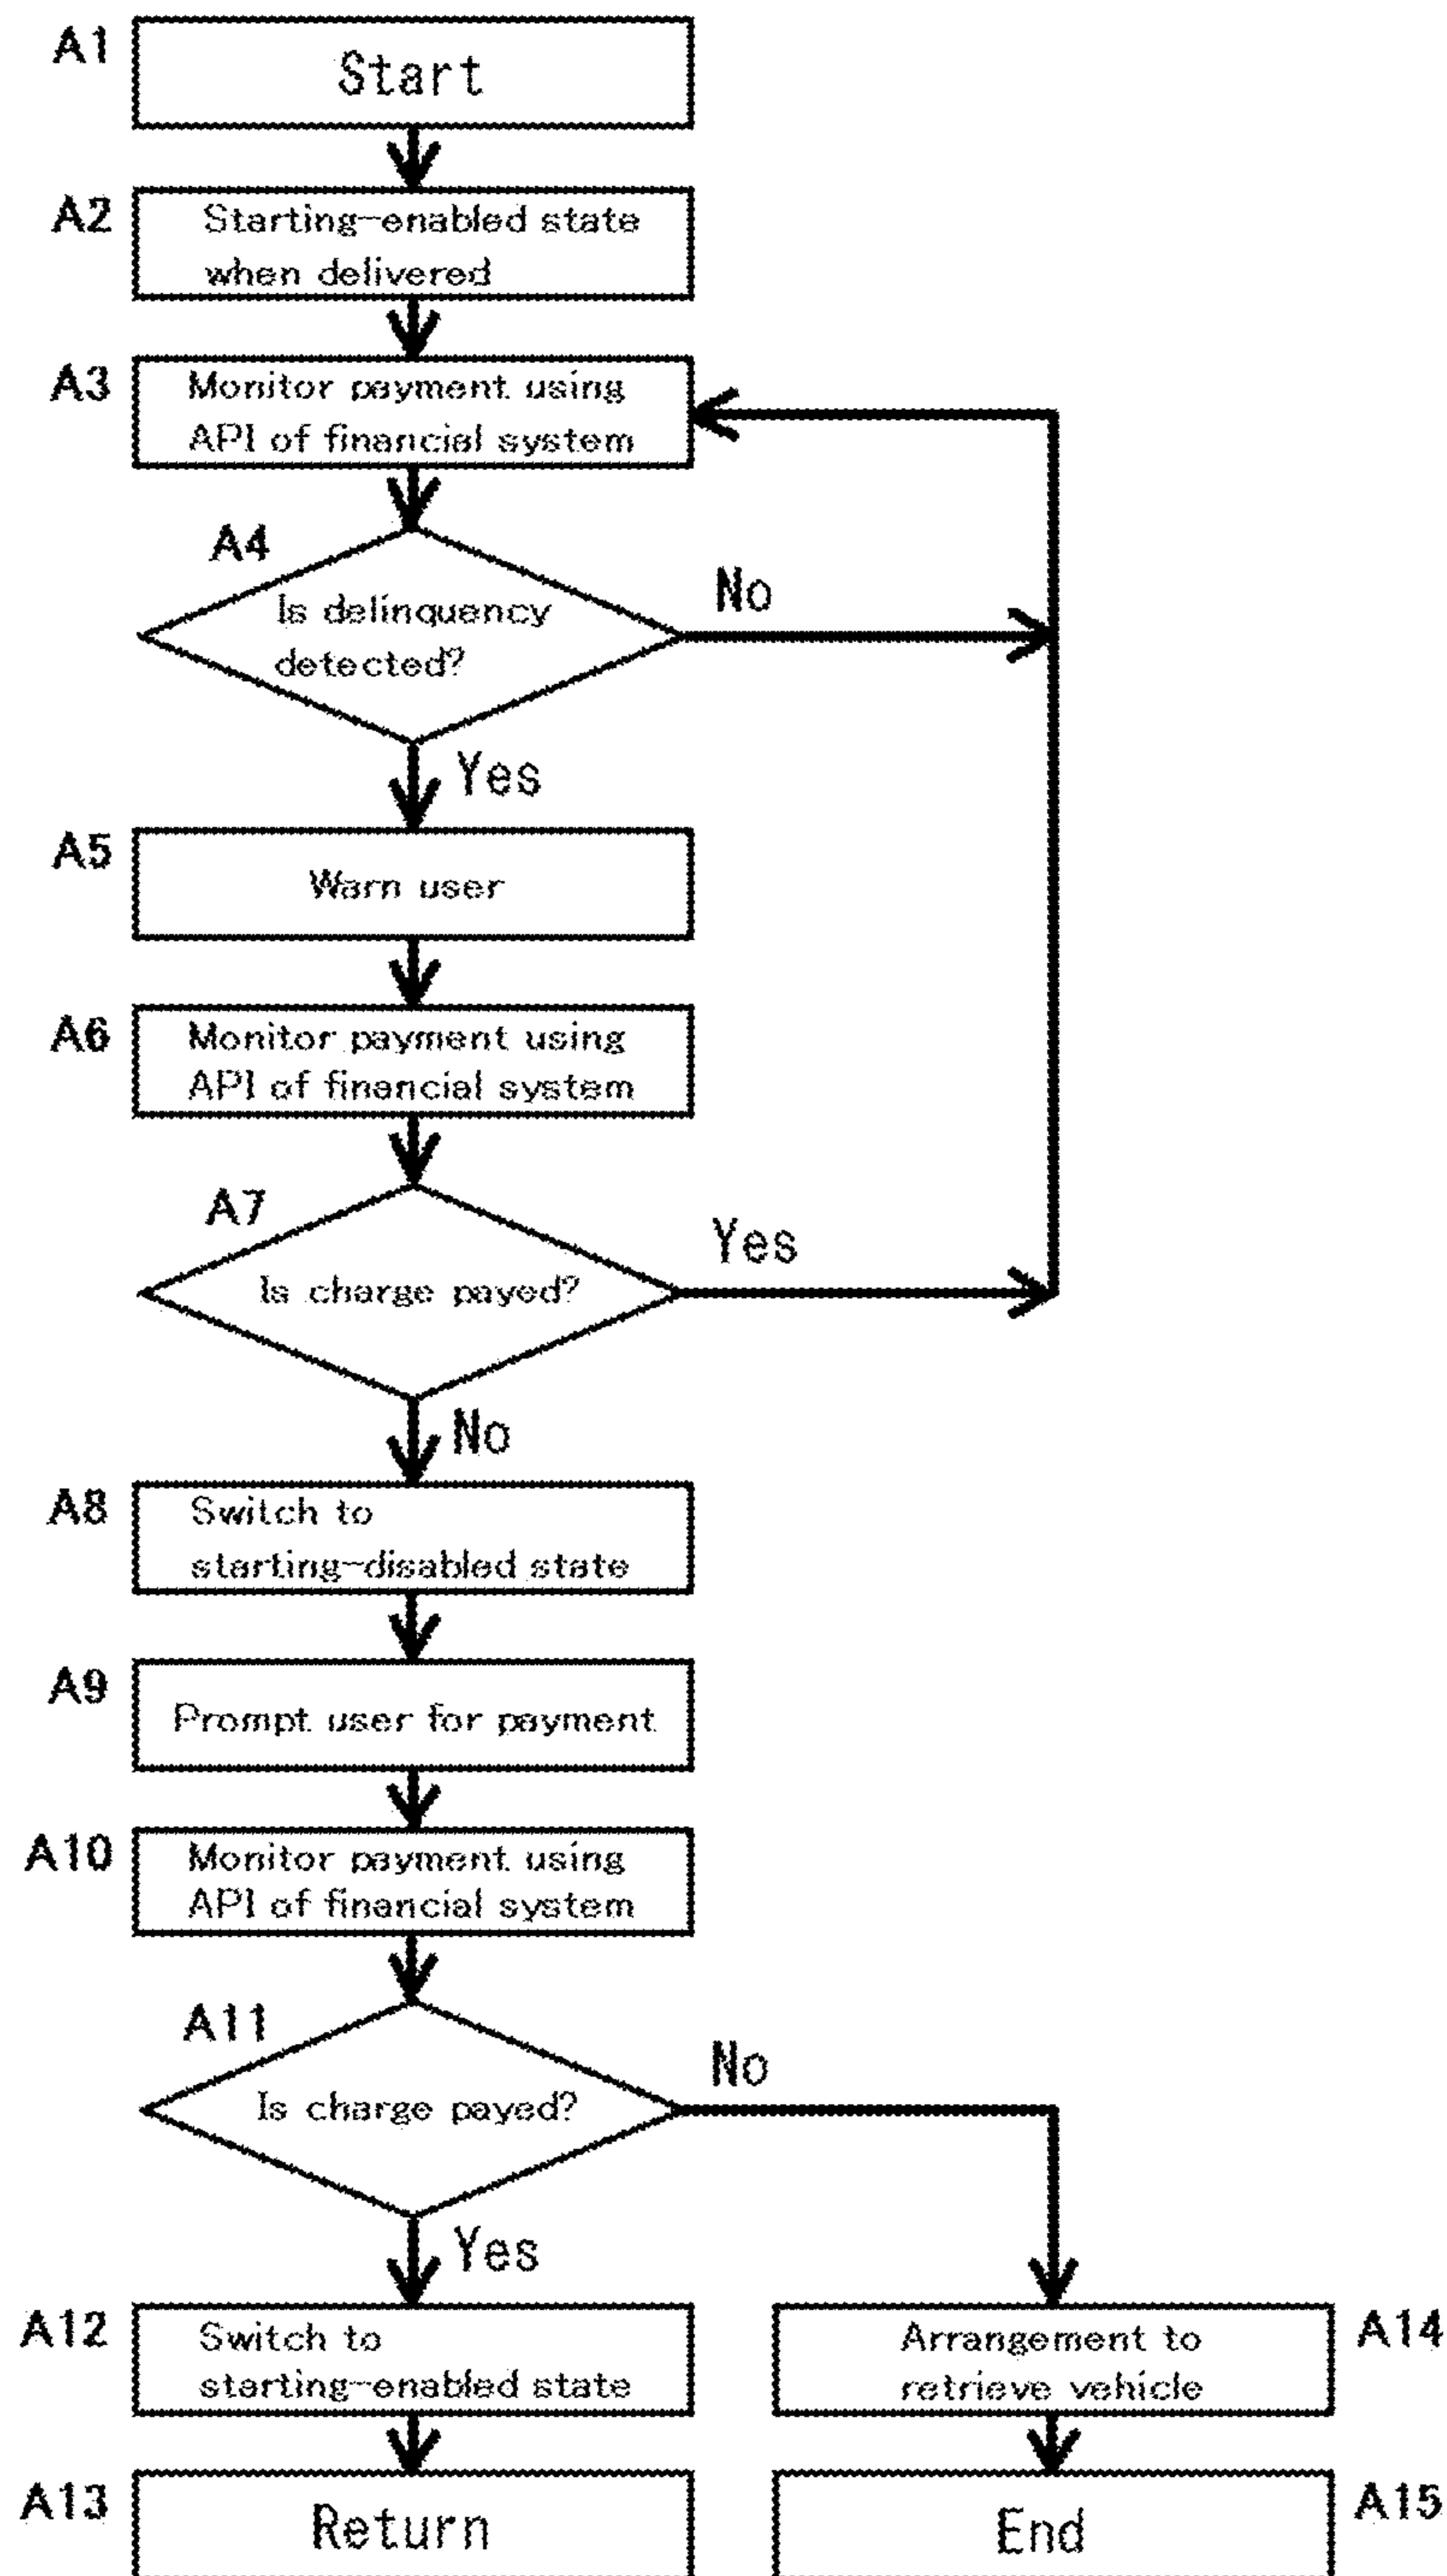 A1
Start
A2
Starting-enabled state
when delivered
A3
Monitor payment using
API of financial system
A4
Is delinquency
detected?
No
Yes
A5
Warn user
A6
Monitor payment using
API of financial system
A7
Is charge payed?
Yes
No
A8
Switch to
starting-disabled state
A9
Prompt user for payment
A10
Monitor payment using
API of financial system
A11
Is charge payed?
No
Yes
A12
Switch to
starting-enabled state
Arrangement to
retrieve vehicle
A14
A13
Return
End
A15